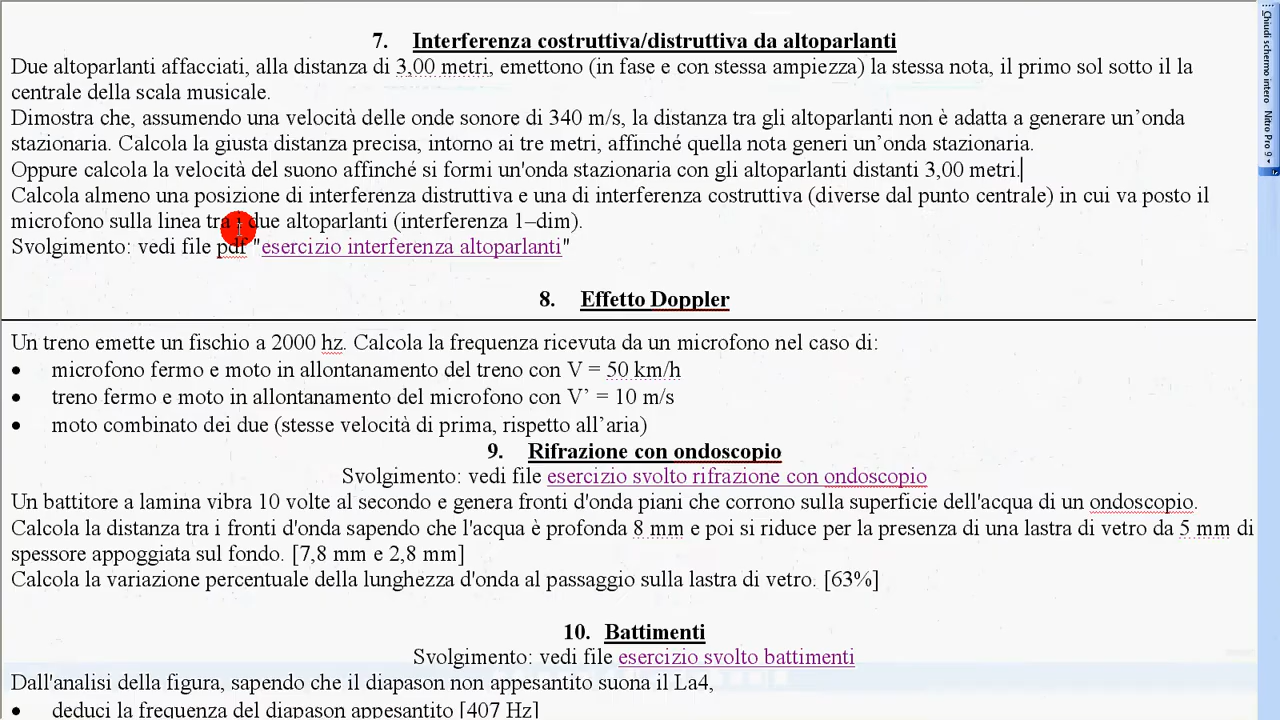 7. Interferenza costruttiva/distruttiva da altoparlanti
Due altoparlanti affacciati, alla distanza di 3,00 metri, emettono (in fase e con stessa ampiezza) la stessa nota, il primo sol sotto il la
centrale della scala musicale.
Dimostra che, assumendo una velocità delle onde sonore di 340 m/s, la distanza tra gli altoparlanti non è adatta a generare un’onda
stazionaria. Calcola la giusta distanza precisa, intorno ai tre metri, affinché quella nota generi un’onda stazionaria.
Oppure calcola la velocità del suono affinché si formi un'onda stazionaria con gli altoparlanti distanti 3,00 metri.
Calcola almeno una posizione di interferenza distruttiva e una di interferenza costruttiva (diverse dal punto centrale) in cui va posto il
microfono sulla linea tra i due altoparlanti (interferenza 1–dim).
Svolgimento: vedi file pdf "esercizio interferenza altoparlanti"
8. Effetto Doppler
Un treno emette un fischio a 2000 hz. Calcola la frequenza ricevuta da un microfono nel caso di:
• microfono fermo e moto in allontanamento del treno con V = 50 km/h
• treno fermo e moto in allontanamento del microfono con V’ = 10 m/s
• moto combinato dei due (stesse velocità di prima, rispetto all’aria)
9. Rifrazione con ondoscopio
Svolgimento: vedi file esercizio svolto rifrazione con ondoscopio
Un battitore a lamina vibra 10 volte al secondo e genera fronti d'onda piani che corrono sulla superficie dell'acqua di un ondoscopio.
Calcola la distanza tra i fronti d'onda sapendo che l'acqua è profonda 8 mm e poi si riduce per la presenza di una lastra di vetro da 5 mm di
spessore appoggiata sul fondo. [7,8 mm e 2,8 mm]
Calcola la variazione percentuale della lunghezza d'onda al passaggio sulla lastra di vetro. [63%]
10. Battimenti
Svolgimento: vedi file esercizio svolto battimenti
Dall'analisi della figura, sapendo che il diapason non appesantito suona il La4,
• deduci la frequenza del diapason appesantito [407 Hz]
Chiudi schermo intero
Nitro Pro 9